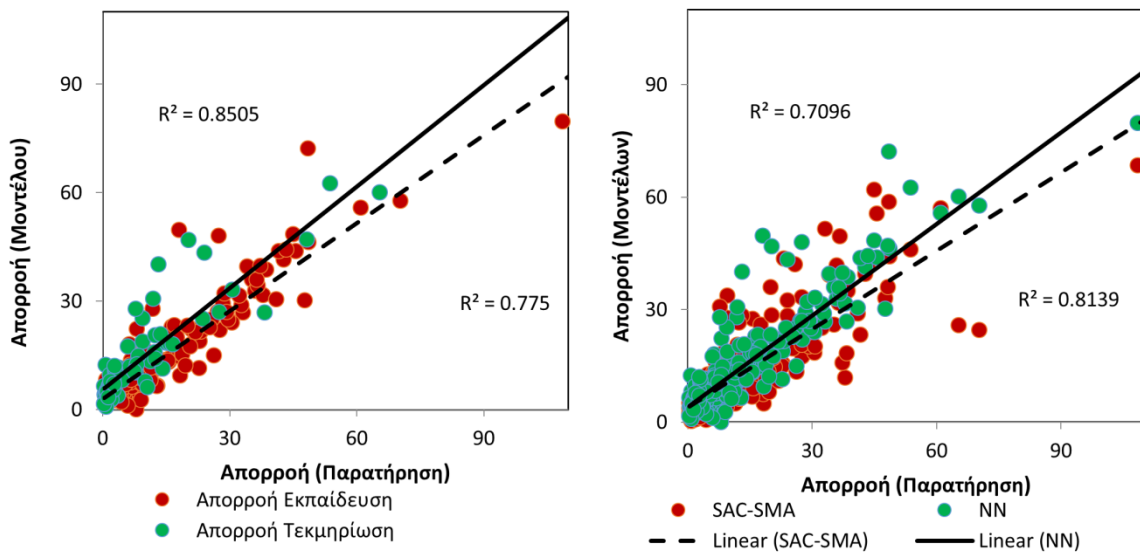 90
R² = 0.8505
60
30
R² = 0.775
0
0 30 60 90
Απορροή (Μοντέλου)
Απορροή (Παρατήρηση)
Απορροή Εκπαίδευση
Απορροή Τεκμηρίωση
90
R² = 0.7096
60
30
R² = 0.8139
0
0 30 60 90
Απορροή (Μοντέλων)
Απορροή (Παρατήρηση)
SAC-SMA NN
Linear (SAC-SMA) Linear (NN)